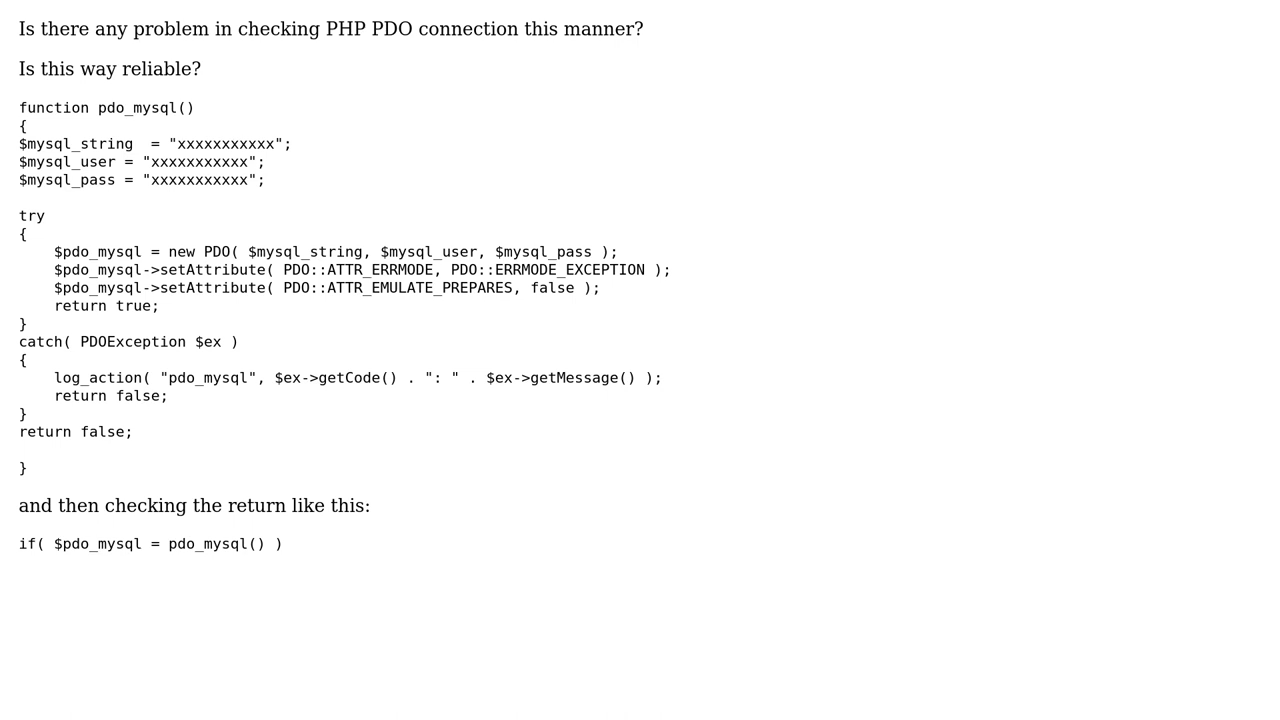 Is there any problem in checking PHP PDO connection this manner?
Is this way reliable?
function pdo_mysql()
{
$mysql_string  = "xxxxxxxxxxx";
$mysql_user = "xxxxxxxxxxx";
$mysql_pass = "xxxxxxxxxxx";
try
{
    $pdo_mysql = new PDO( $mysql_string, $mysql_user, $mysql_pass );
    $pdo_mysql->setAttribute( PDO::ATTR_ERRMODE, PDO::ERRMODE_EXCEPTION );
    $pdo_mysql->setAttribute( PDO::ATTR_EMULATE_PREPARES, false );
    return true;
}
catch( PDOException $ex )
{
    log_action( "pdo_mysql", $ex->getCode() . ": " . $ex->getMessage() );
    return false;
}
return false;
}
and then checking the return like this:
if( $pdo_mysql = pdo_mysql() )